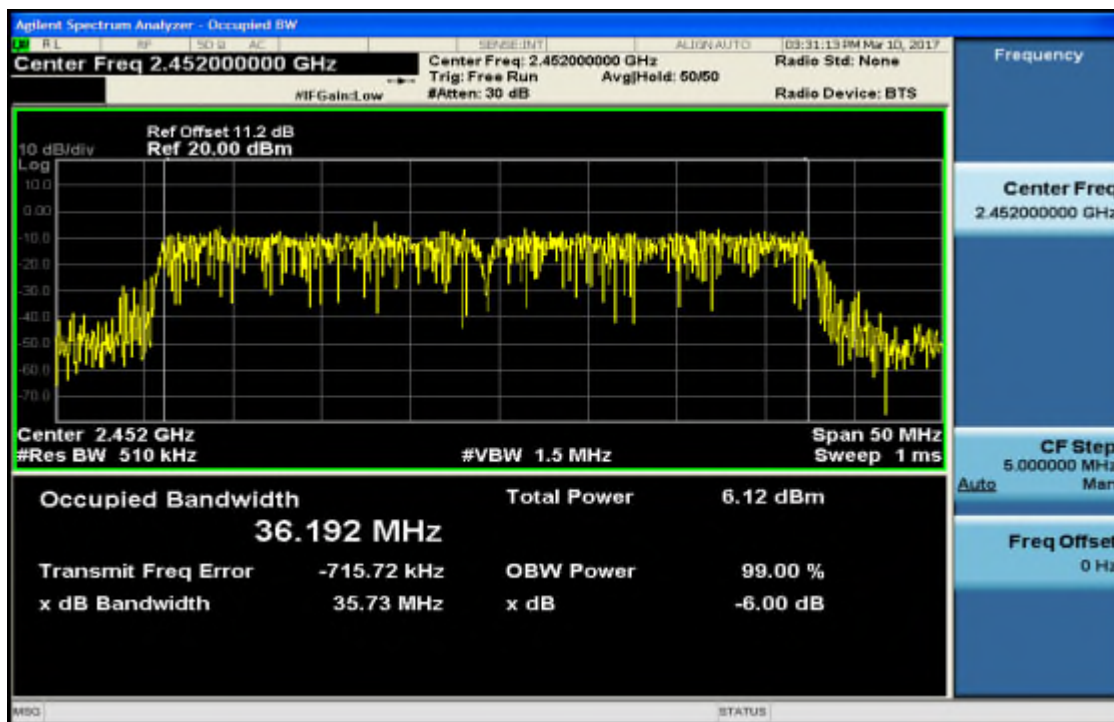 Agilent Spectrum Analyzer - Occupied BW
RL RF 50 Ω AC SENSE:INT ALIGN AUTO 03:31:13 PM Mar 10, 2017
Center Freq 2.452000000 GHz
Center Freq: 2.452000000 GHz Radio Std: None
Trig: Free Run Avg|Hold: 50/50
#IFGain:Low #Atten: 30 dB Radio Device: BTS
Ref Offset 11.2 dB
10 dB/div Ref 20.00 dBm
Log
10.0
0.00
-10.0
-20.0
-30.0
-40.0
-50.0
-60.0
-70.0
Center 2.452 GHz Span 50 MHz
#Res BW 510 kHz #VBW 1.5 MHz Sweep 1 ms
Occupied Bandwidth Total Power 6.12 dBm
36.192 MHz
Transmit Freq Error -715.72 kHz OBW Power 99.00 %
x dB Bandwidth 35.73 MHz x dB -6.00 dB
MSG STATUS
Frequency
Center Freq
2.452000000 GHz
CF Step
5.000000 MHz
Auto Man
Freq Offset
0 Hz